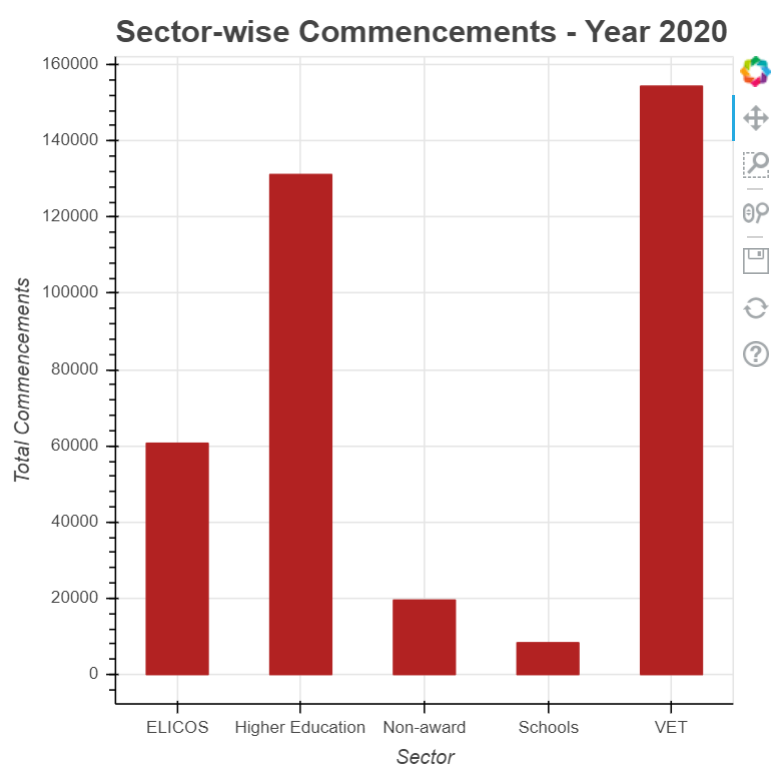 Sector-wise Commencements - Year 2020
160000
140000
120000
100000
80000
60000
40000
20000
0
Total Commencements
ELICOS Higher Education Non-award Schools VET
Sector